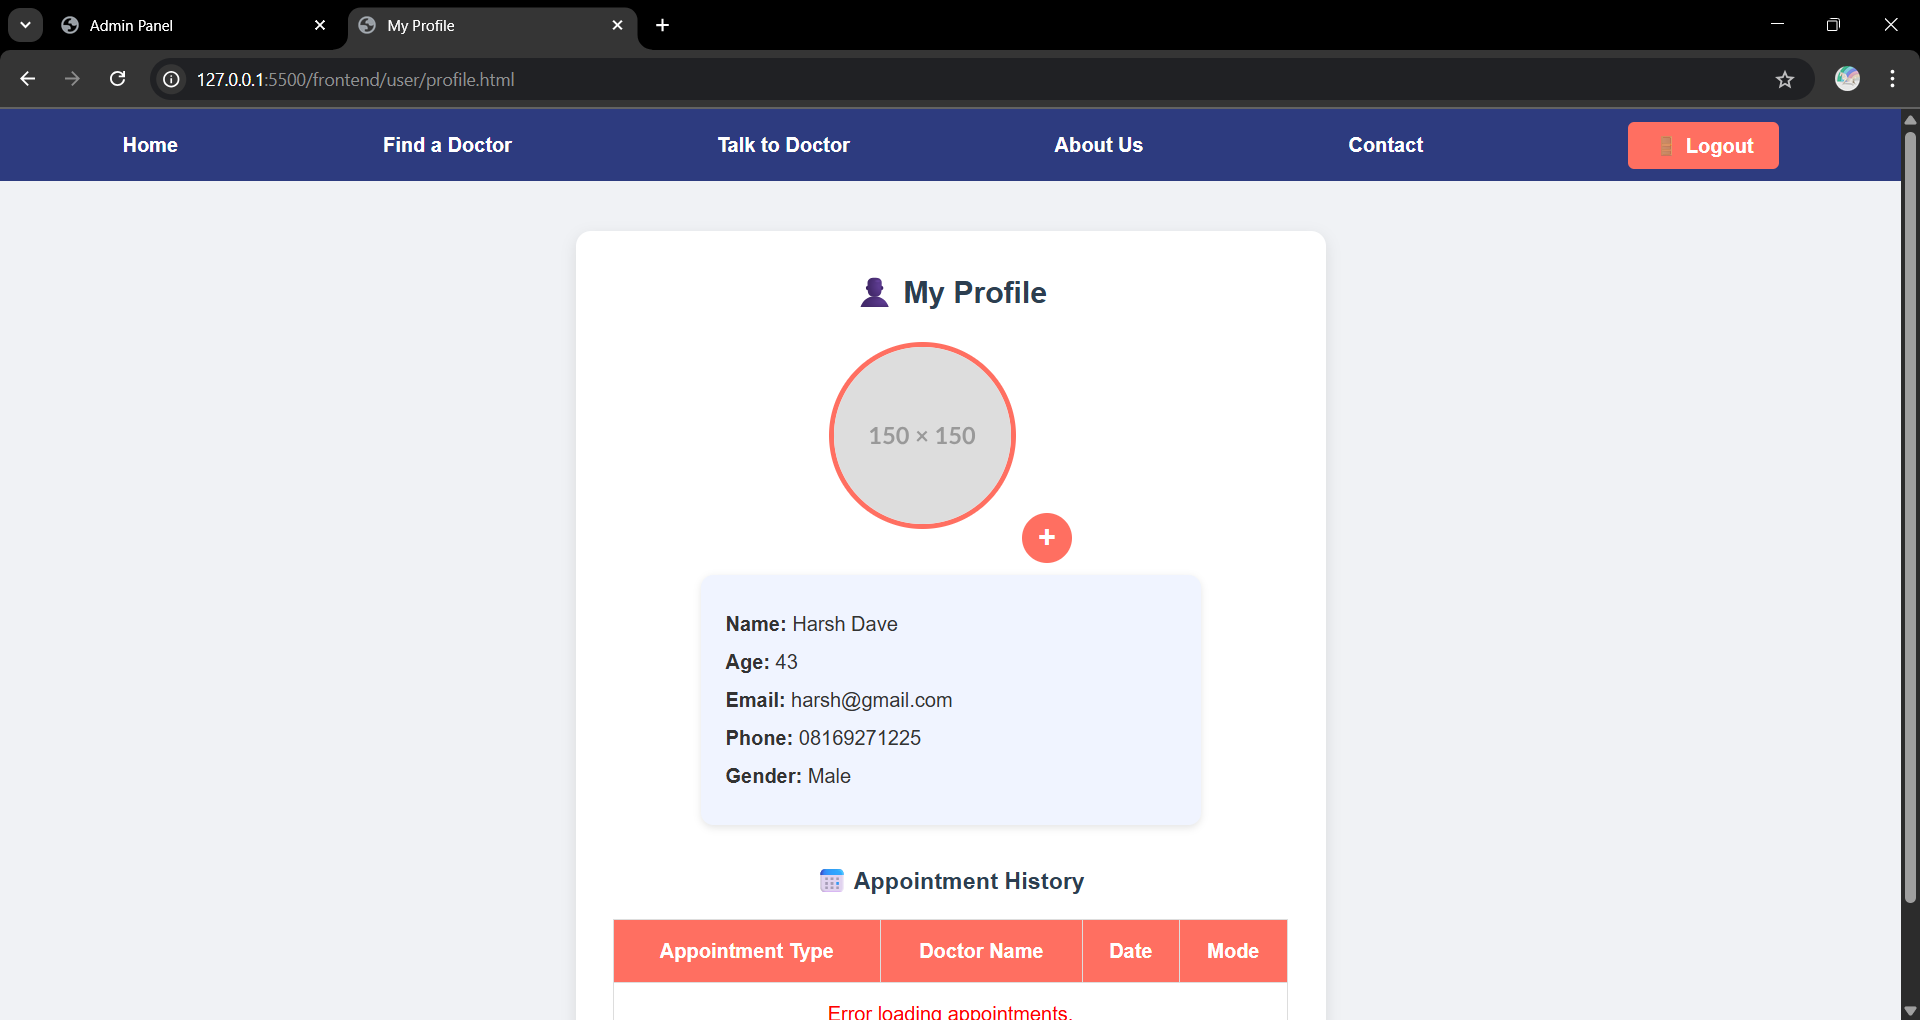 Admin Panel
My Profile
127.0.0.1:5500/frontend/user/profile.html
Home
Find a Doctor
Talk to Doctor
About Us
Contact
Logout
My Profile
150 × 150
+
Name: Harsh Dave
Age: 43
Email: harsh@gmail.com
Phone: 08169271225
Gender: Male
Appointment History
Appointment Type
Doctor Name
Date
Mode
Error loading appointments.